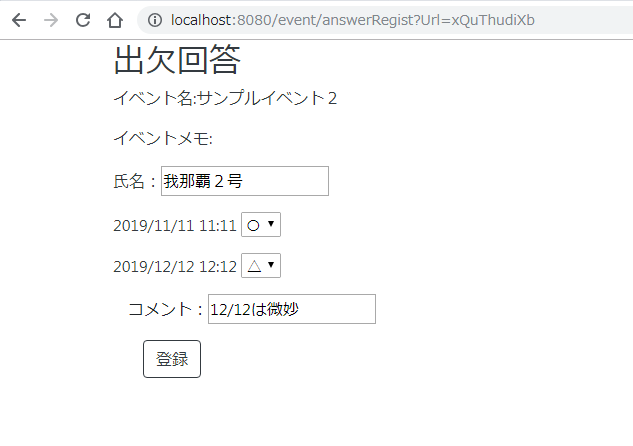 localhost:8080/event/answerRegist?Url=xQuThudiXb
出欠回答
イベント名:サンプルイベント２
イベントメモ:
氏名：我那覇２号
2019/11/11 11:11 ○
2019/12/12 12:12 △
コメント：12/12は微妙
登録